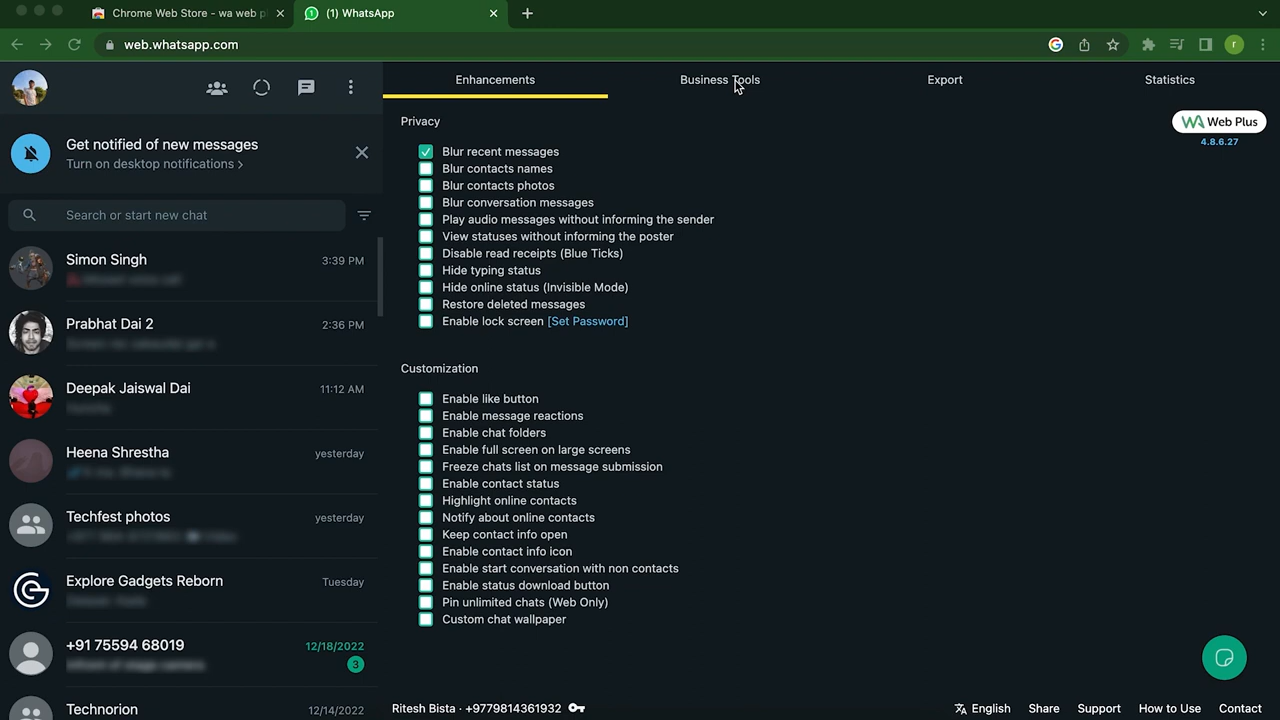 Chrome Web Store - wa web p
(1) WhatsApp
web.whatsapp.com
r
Get notified of new messages
Turn on desktop notifications >
Search or start new chat
Simon Singh
3:39 PM
Prabhat Dai 2
2:36 PM
Deepak Jaiswal Dai
11:12 AM
Heena Shrestha
yesterday
Techfest photos
yesterday
Explore Gadgets Reborn
Tuesday
+91 75594 68019
12/18/2022
3
Technorion
12/14/2022
Enhancements
Business Tools
Export
Statistics
WA Web Plus
4.8.6.27
Privacy
Blur recent messages
Blur contacts names
Blur contacts photos
Blur conversation messages
Play audio messages without informing the sender
View statuses without informing the poster
Disable read receipts (Blue Ticks)
Hide typing status
Hide online status (Invisible Mode)
Restore deleted messages
Enable lock screen [Set Password]
Customization
Enable like button
Enable message reactions
Enable chat folders
Enable full screen on large screens
Freeze chats list on message submission
Enable contact status
Highlight online contacts
Notify about online contacts
Keep contact info open
Enable contact info icon
Enable start conversation with non contacts
Enable status download button
Pin unlimited chats (Web Only)
Custom chat wallpaper
Ritesh Bista · +9779814361932
English
Share
Support
How to Use
Contact